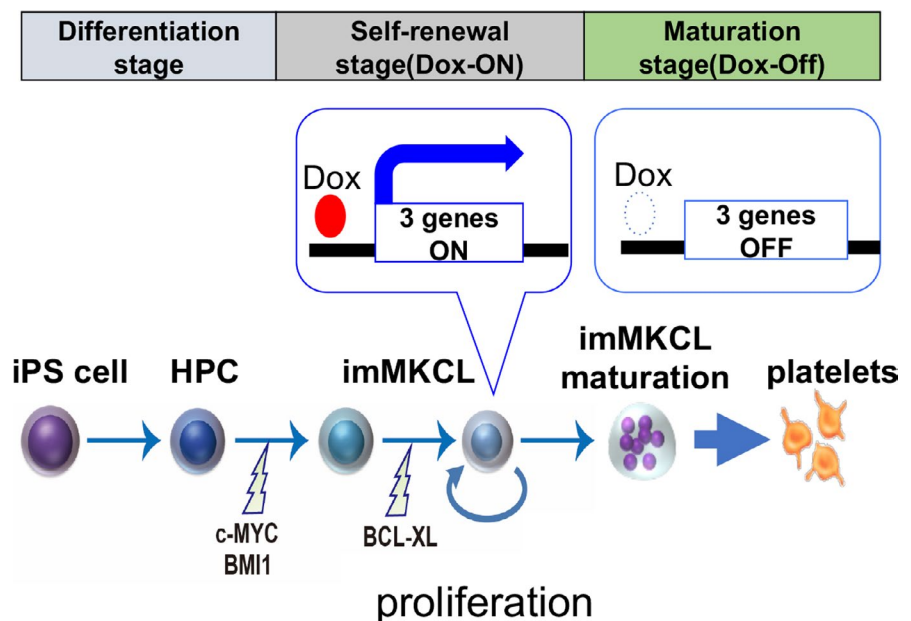 Differentiation
stage
Self-renewal
stage(Dox-ON)
Maturation
stage(Dox-Off)
Dox
3 genes
ON
Dox
3 genes
OFF
iPS cell
HPC
imMKCL
imMKCL
maturation
platelets
c-MYC
BMI1
BCL-XL
proliferation